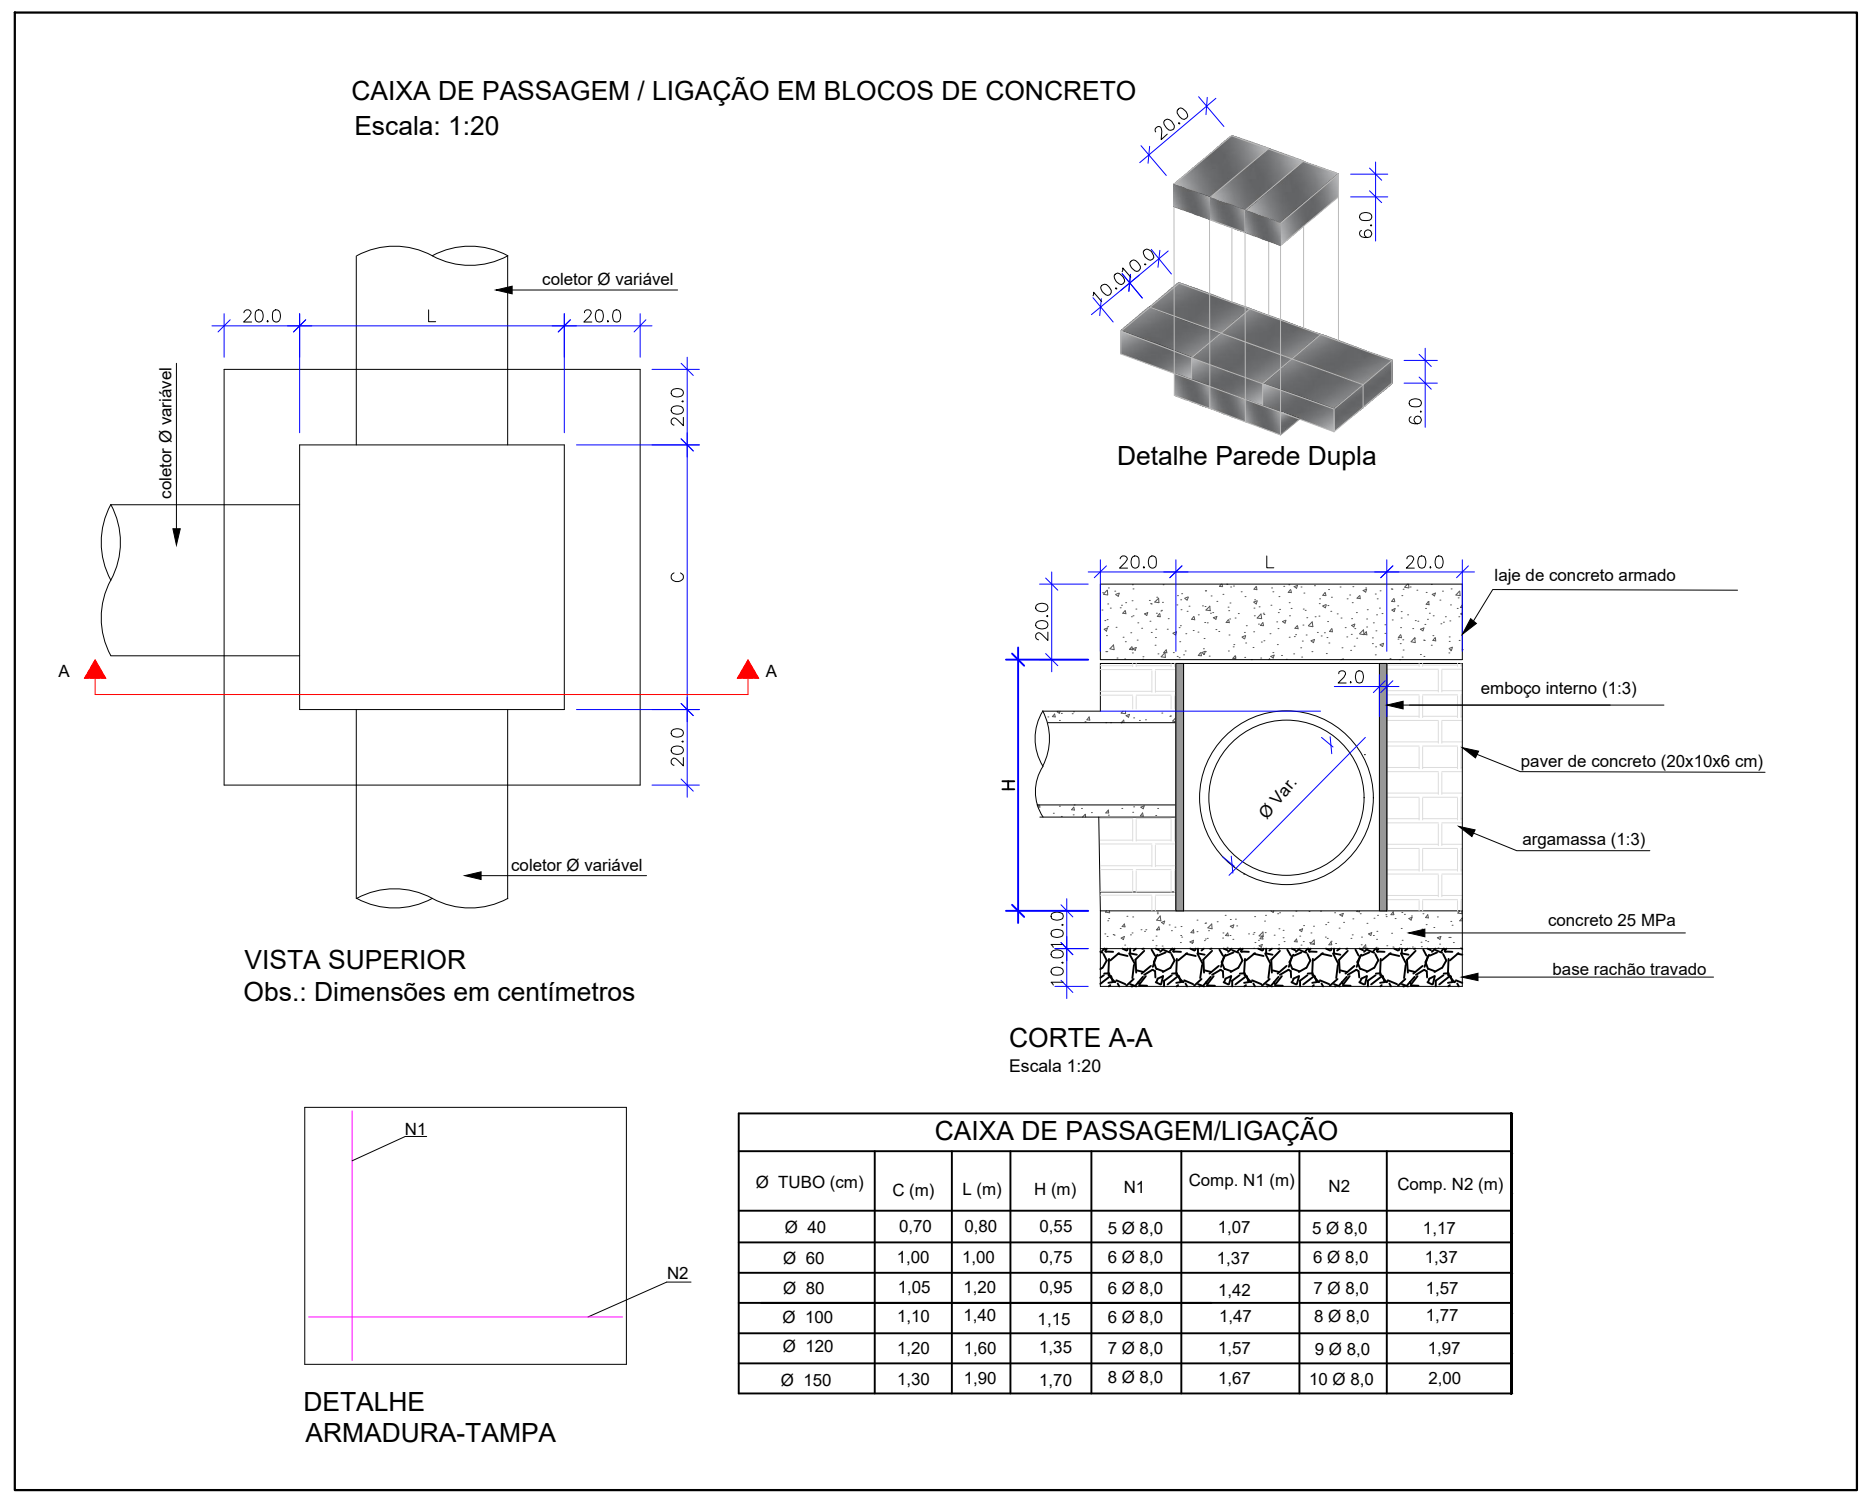 CAIXA DE PASSAGEM / LIGAÇÃO EM BLOCOS DE CONCRETO
Escala: 1:20
coletor Ø variável
20.0 L 20.0
coletor Ø variável
20.0
C
20.0
A A
coletor Ø variável
VISTA SUPERIOR
Obs.: Dimensões em centímetros
20.0
6.0
10.0 10.0
6.0
Detalhe Parede Dupla
20.0 L 20.0
laje de concreto armado
20.0
2.0
emboço interno (1:3)
H
paver de concreto (20x10x6 cm)
Ø Var.
argamassa (1:3)
10.0
concreto 25 MPa
10.0
base rachão travado
CORTE A-A
Escala 1:20
N1
N2
DETALHE
ARMADURA-TAMPA
CAIXA DE PASSAGEM/LIGAÇÃO
Ø TUBO (cm) C (m) L (m) H (m) N1 Comp. N1 (m) N2 Comp. N2 (m)
Ø 40 0,70 0,80 0,55 5 Ø 8,0 1,07 5 Ø 8,0 1,17
Ø 60 1,00 1,00 0,75 6 Ø 8,0 1,37 6 Ø 8,0 1,37
Ø 80 1,05 1,20 0,95 6 Ø 8,0 1,42 7 Ø 8,0 1,57
Ø 100 1,10 1,40 1,15 6 Ø 8,0 1,47 8 Ø 8,0 1,77
Ø 120 1,20 1,60 1,35 7 Ø 8,0 1,57 9 Ø 8,0 1,97
Ø 150 1,30 1,90 1,70 8 Ø 8,0 1,67 10 Ø 8,0 2,00